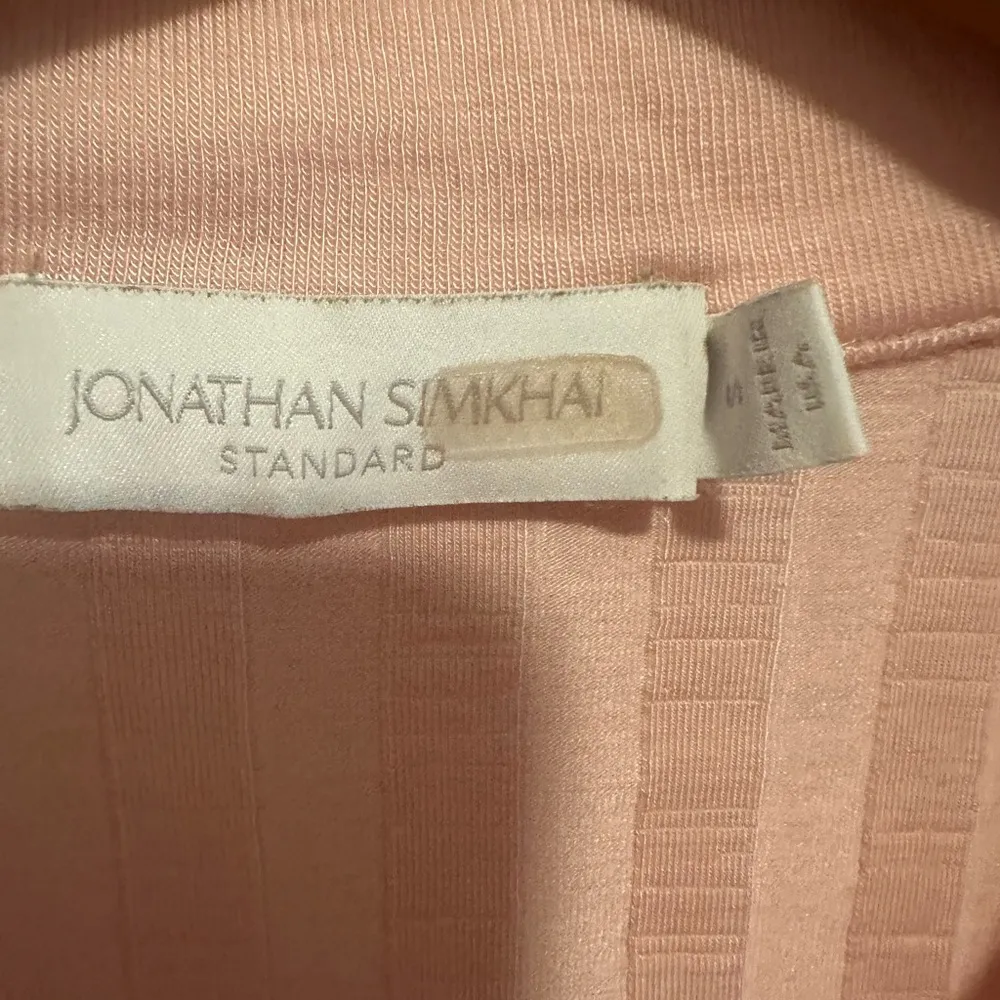 JONATHAN SIMKHAI
STANDARD
S
MADE IN
U.S.A.